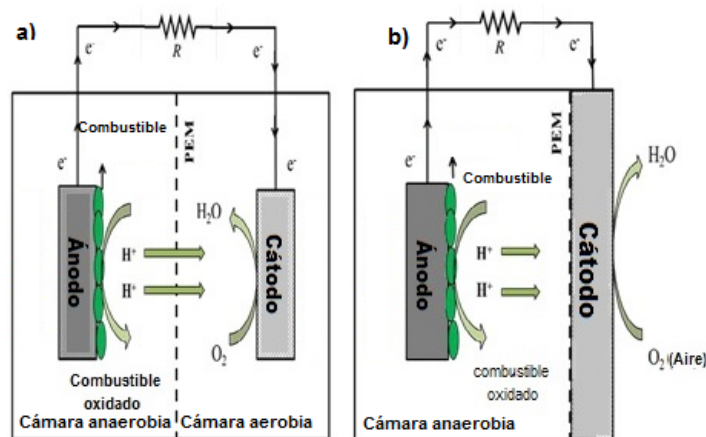 a)
e⁻
R
e⁻
Combustible
PEM
e⁻
e⁻
Ánodo
H₂O
Cátodo
H⁺
H⁺
O₂
Combustible
oxidado
Cámara anaerobia
Cámara aerobia
b)
e⁻
R
e⁻
PEM
e⁻
Combustible
H₂O
Ánodo
H⁺
H⁺
Cátodo
O₂ (Aire)
combustible
oxidado
Cámara anaerobia